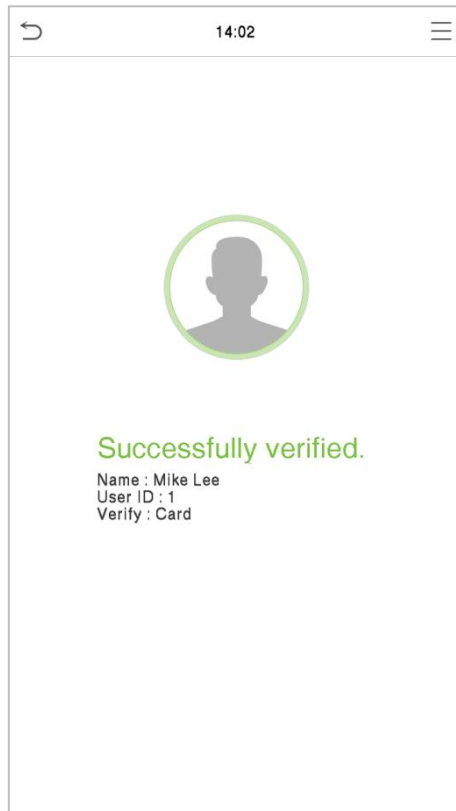 14:02
Successfully verified.
Name : Mike Lee
User ID : 1
Verify : Card